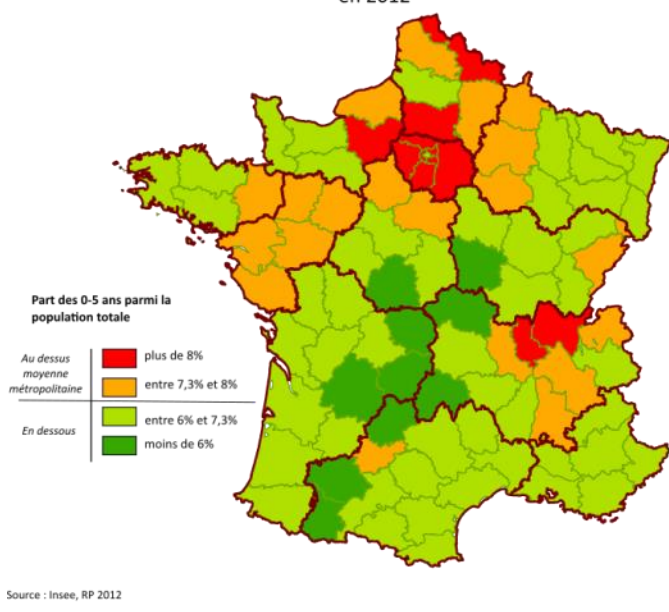 en 2012
Part des 0-5 ans parmi la
population totale
Au dessus
moyenne
métropolitaine
plus de 8%
entre 7,3% et 8%
En dessous
entre 6% et 7,3%
moins de 6%
Source : Insee, RP 2012